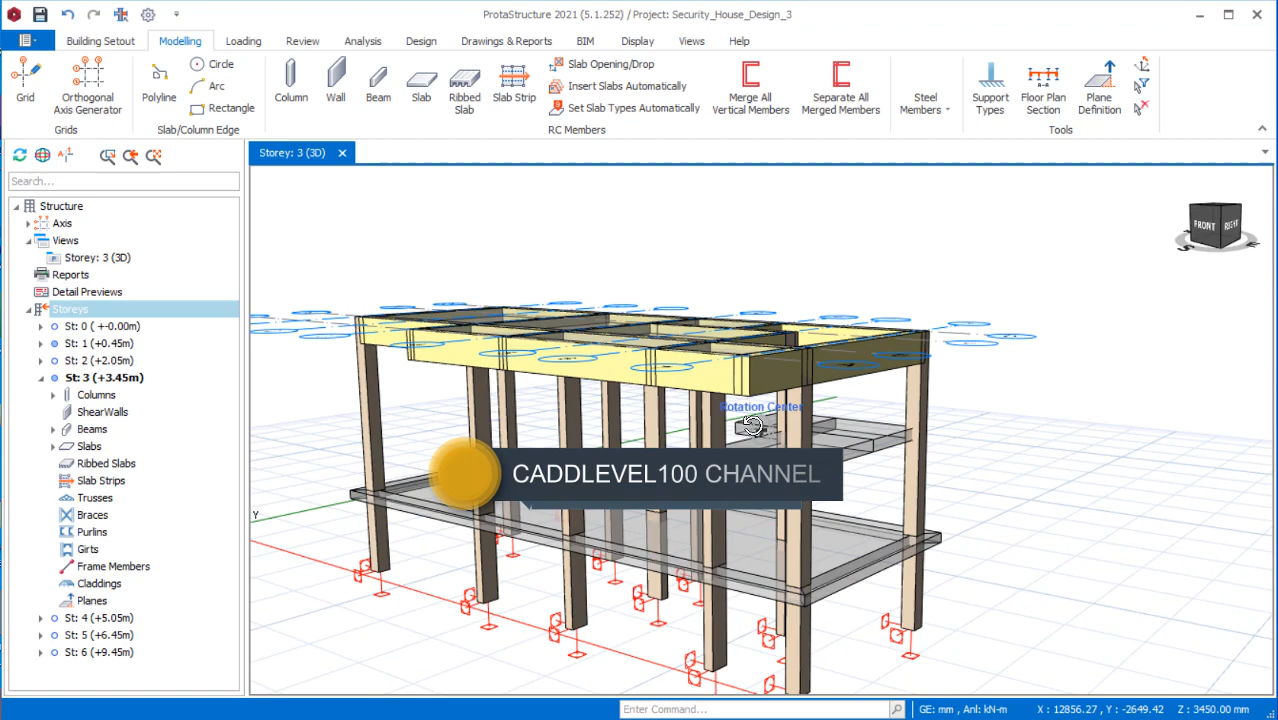 ProtaStructure 2021 (5.1.252) / Project: Security_House_Design_3
Building Setout Modelling Loading Review Analysis Design Drawings & Reports BIM Display Views Help
Grid
Orthogonal
Axis Generator
Grids
Polyline
Circle
Arc
Rectangle
Slab/Column Edge
Column
Wall
Beam
Slab
Ribbed
Slab
Slab Strip
Slab Opening/Drop
Insert Slabs Automatically
Set Slab Types Automatically
Merge All
Vertical Members
Separate All
Merged Members
RC Members
Steel
Members
Support
Types
Floor Plan
Section
Plane
Definition
Tools
Search...
Structure
Axis
Views
Storey: 3 (3D)
Reports
Detail Previews
Storeys
St: 0 ( +-0.00m)
St: 1 (+0.45m)
St: 2 (+2.05m)
St: 3 (+3.45m)
Columns
ShearWalls
Beams
Slabs
Ribbed Slabs
Slab Strips
Trusses
Braces
Purlins
Girts
Frame Members
Claddings
Planes
St: 4 (+5.05m)
St: 5 (+6.45m)
St: 6 (+9.45m)
Storey: 3 (3D)
FRONT RIGHT
Rotation Center
CADDLEVEL100 CHANNEL
Y
Enter Command...
GE: mm , Anl: kN-m
X : 12856.27 , Y : -2649.42
Z : 3450.00 mm